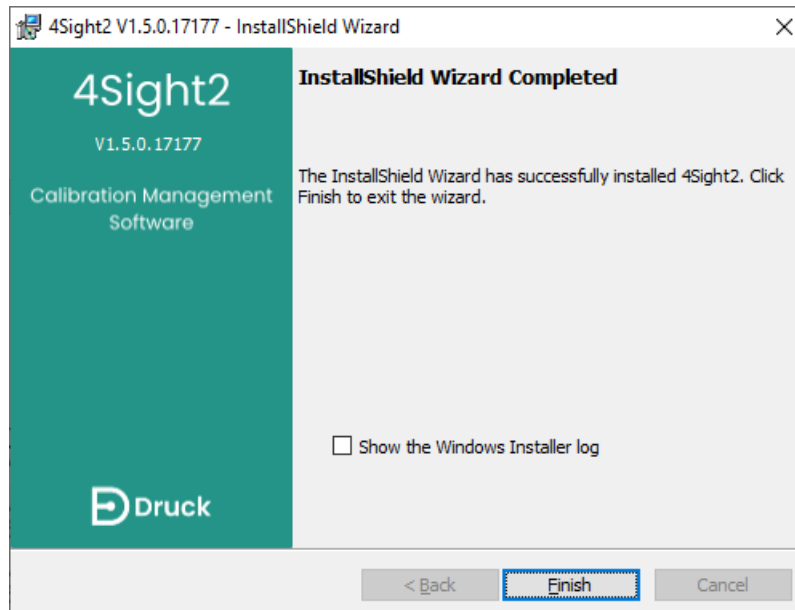 4Sight2 V1.5.0.17177 - InstallShield Wizard
4Sight2
V1.5.0.17177
Calibration Management
Software
Druck
InstallShield Wizard Completed
The InstallShield Wizard has successfully installed 4Sight2. Click
Finish to exit the wizard.
Show the Windows Installer log
< Back
Finish
Cancel